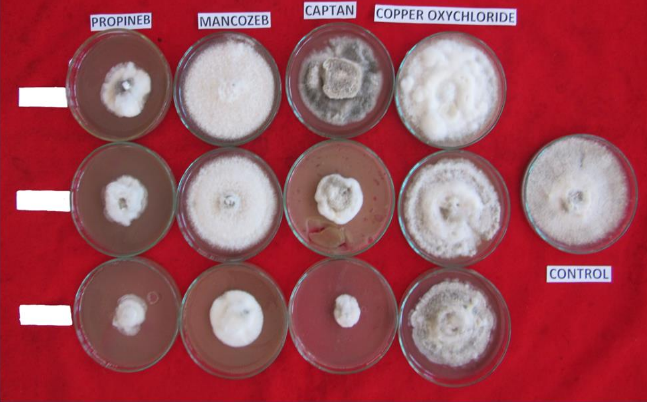 PROPINEB
MANCOZEB
CAPTAN
COPPER OXYCHLORIDE
CONTROL